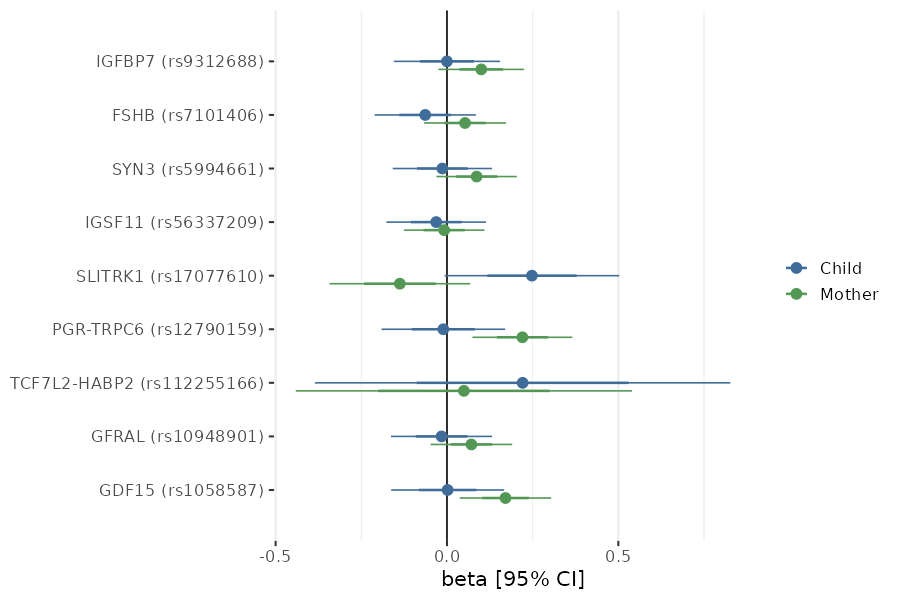 IGFBP7 (rs9312688)
FSHB (rs7101406)
SYN3 (rs5994661)
IGSF11 (rs56337209)
SLITRK1 (rs17077610)
PGR-TRPC6 (rs12790159)
TCF7L2-HABP2 (rs112255166)
GFRAL (rs10948901)
GDF15 (rs1058587)
-0.5 0.0 0.5
beta [95% CI]
Child
Mother